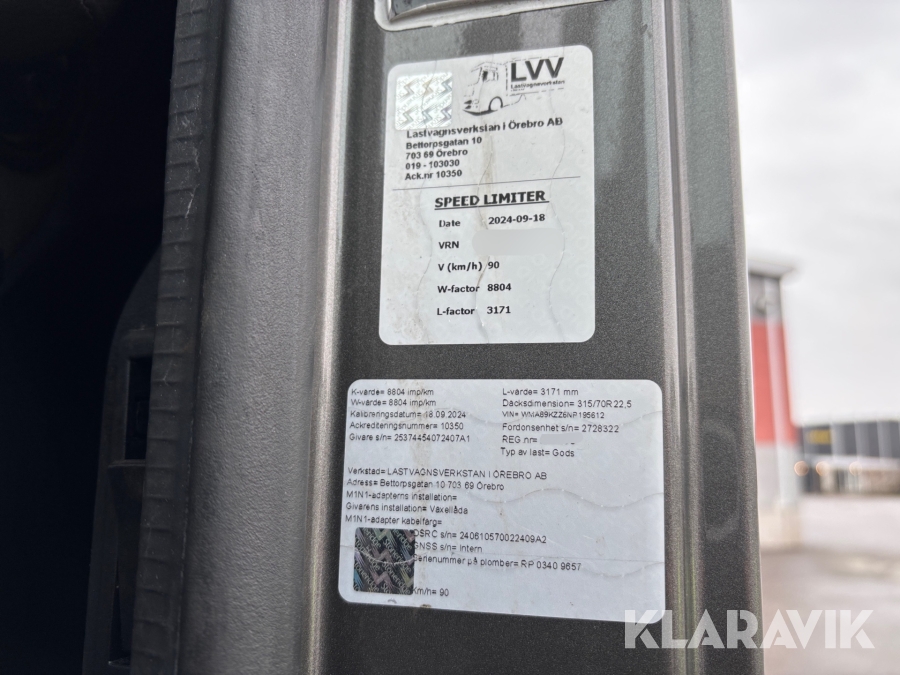 LVV
Lastvagnsverkstan
Lastvagnsverkstan i Örebro AB
Bettorpsgatan 10
703 69 Örebro
019 - 103030
Ack.nr 10350
SPEED LIMITER
Date 2024-09-18
VRN
V (km/h) 90
W-factor 8804
L-factor 3171
K-värde= 8804 imp/km
W-värde= 8804 imp/km
Kalibreringsdatum= 18.09.2024
Ackrediteringsnummer= 10350
Givare s/n= 25374454072407A1
L-värde= 3171 mm
Däcksdimension= 315/70R22,5
VIN= WMA89KZZ6NP195612
Fordonsenhet s/n= 2728322
REG nr=
Typ av last= Gods
Verkstad= LASTVAGNSVERKSTAN I ÖREBRO AB
Adress= Bettorpsgatan 10 703 69 Örebro
M1N1-adapterns installation=
Givarens installation= Växellåda
M1N1-adapter kabelfärg=
DSRC s/n= 240610570022409A2
GNSS s/n= Intern
serienummer på plomber= RP 0340 9657
Km/h= 90
KLARAVIK